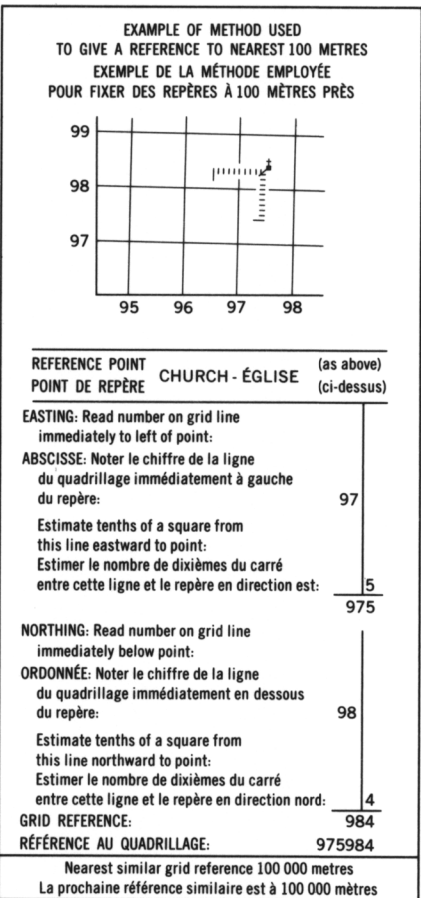 EXAMPLE OF METHOD USED
TO GIVE A REFERENCE TO NEAREST 100 METRES
EXEMPLE DE LA MÉTHODE EMPLOYÉE
POUR FIXER DES REPÈRES À 100 MÈTRES PRÈS
99
98
97
95 96 97 98
REFERENCE POINT
POINT DE REPÈRE
CHURCH - ÉGLISE
(as above)
(ci-dessus)
EASTING: Read number on grid line
immediately to left of point:
ABSCISSE: Noter le chiffre de la ligne
du quadrillage immédiatement à gauche
du repère: 97
Estimate tenths of a square from
this line eastward to point:
Estimer le nombre de dixièmes du carré
entre cette ligne et le repère en direction est: 5
975
NORTHING: Read number on grid line
immediately below point:
ORDONNÉE: Noter le chiffre de la ligne
du quadrillage immédiatement en dessous
du repère: 98
Estimate tenths of a square from
this line northward to point:
Estimer le nombre de dixièmes du carré
entre cette ligne et le repère en direction nord: 4
GRID REFERENCE: 984
RÉFÉRENCE AU QUADRILLAGE: 975984
Nearest similar grid reference 100 000 metres
La prochaine référence similaire est à 100 000 mètres